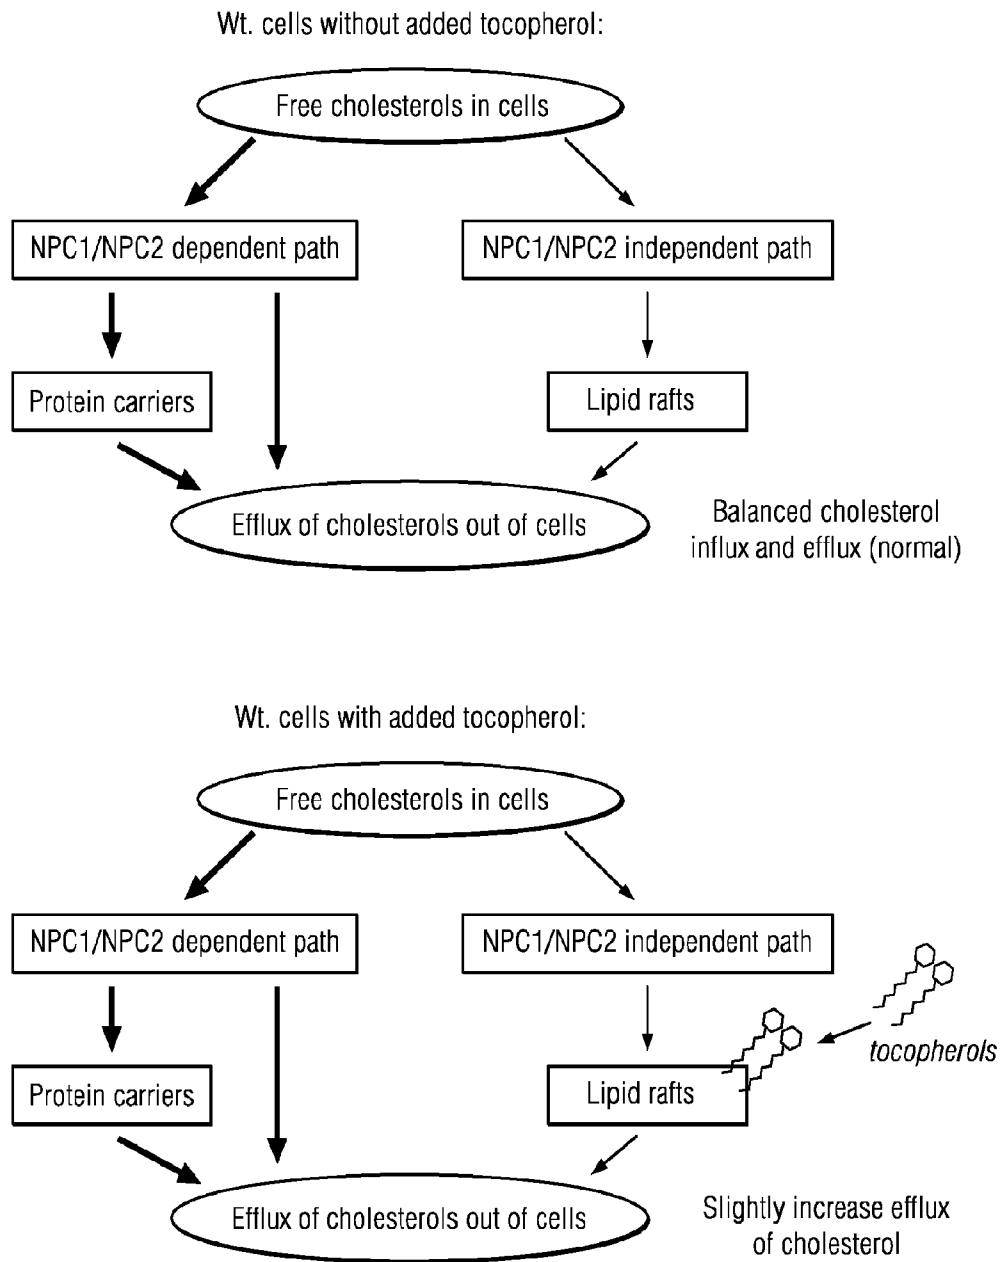 Wt. cells without added tocopherol:
Free cholesterols in cells
NPC1/NPC2 dependent path
NPC1/NPC2 independent path
Protein carriers
Lipid rafts
Efflux of cholesterols out of cells
Balanced cholesterol
influx and efflux (normal)
Wt. cells with added tocopherol:
Free cholesterols in cells
NPC1/NPC2 dependent path
NPC1/NPC2 independent path
tocopherols
Protein carriers
Lipid rafts
Efflux of cholesterols out of cells
Slightly increase efflux
of cholesterol